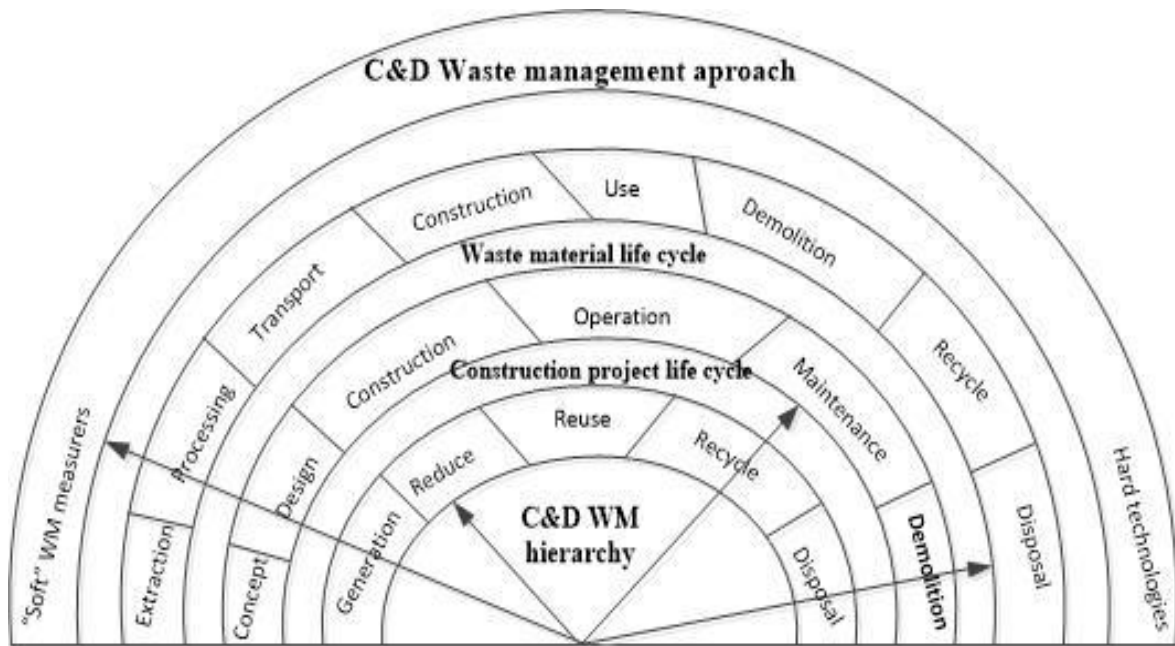 C&D Waste management aproach
"Soft" WM measurers
Hard technologies
Extraction
processing
Transport
Construction
Use
Demolition
Recycle
Disposal
Waste material life cycle
Concept
Design
Construction
Operation
Maintenance
Demolition
Construction project life cycle
Generation
Reduce
Reuse
Recycle
Disposal
C&D WM
hierarchy